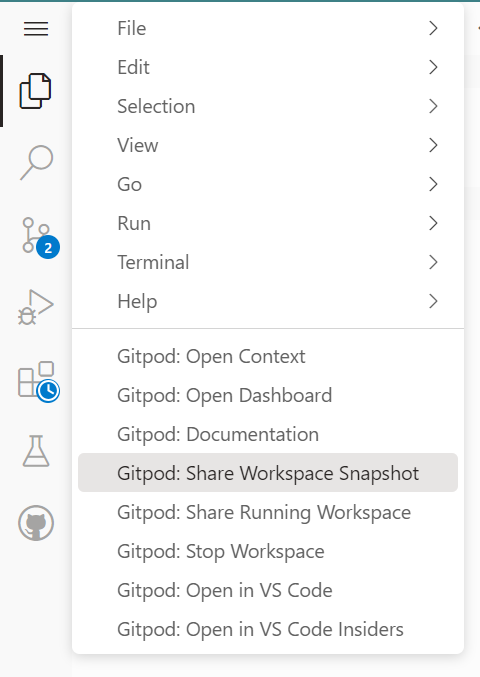 File
Edit
Selection
View
Go
Run
Terminal
Help
Gitpod: Open Context
Gitpod: Open Dashboard
Gitpod: Documentation
Gitpod: Share Workspace Snapshot
Gitpod: Share Running Workspace
Gitpod: Stop Workspace
Gitpod: Open in VS Code
Gitpod: Open in VS Code Insiders
2